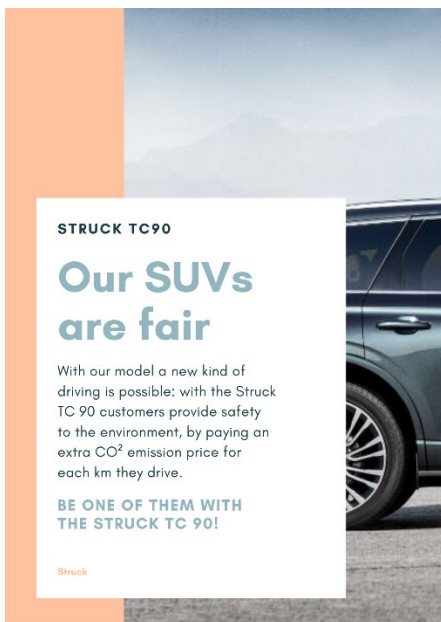 STRUCK TC90
Our SUVs
are fair
With our model a new kind of
driving is possible: with the Struck
TC 90 customers provide safety
to the environment, by paying an
extra CO² emission price for
each km they drive.
BE ONE OF THEM WITH
THE STRUCK TC 90!
Struck